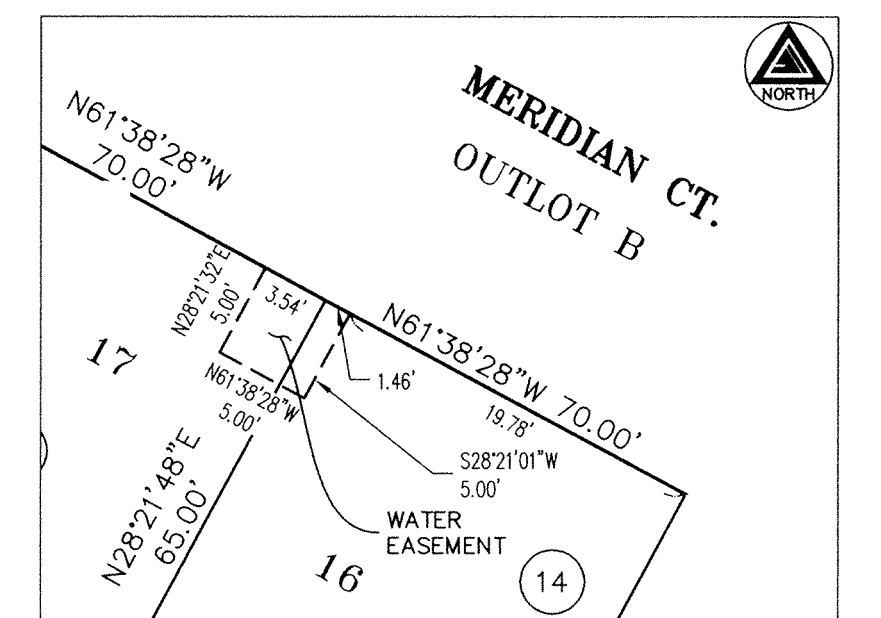 NORTH
MERIDIAN CT.
OUTLOT B
N61°38'28"W
70.00'
N28°21'32"E
5.00'
3.54'
17
N61°38'28"W
5.00'
1.46'
N61°38'28"W 70.00'
19.78'
S28°21'01"W
5.00'
N28°21'48"E
65.00'
WATER
EASEMENT
16
14